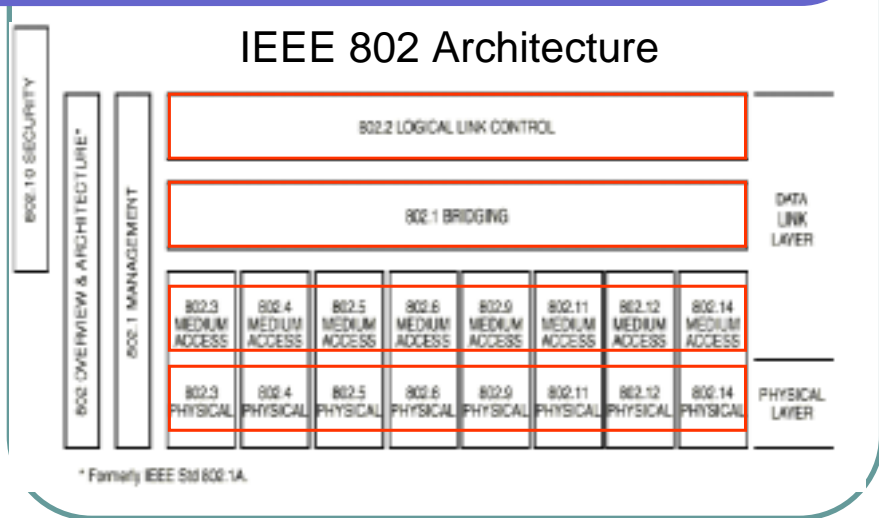 IEEE 802 Architecture
802.10 SECURITY
802 OVERVIEW & ARCHITECTURE*
802.1 MANAGEMENT
802.2 LOGICAL LINK CONTROL
802.1 BRIDGING
DATA
LINK
LAYER
802.3
MEDIUM
ACCESS
802.4
MEDIUM
ACCESS
802.5
MEDIUM
ACCESS
802.6
MEDIUM
ACCESS
802.9
MEDIUM
ACCESS
802.11
MEDIUM
ACCESS
802.12
MEDIUM
ACCESS
802.14
MEDIUM
ACCESS
802.3
PHYSICAL
802.4
PHYSICAL
802.5
PHYSICAL
802.6
PHYSICAL
802.9
PHYSICAL
802.11
PHYSICAL
802.12
PHYSICAL
802.14
PHYSICAL
PHYSICAL
LAYER
* Formerly IEEE Std 802.1A.